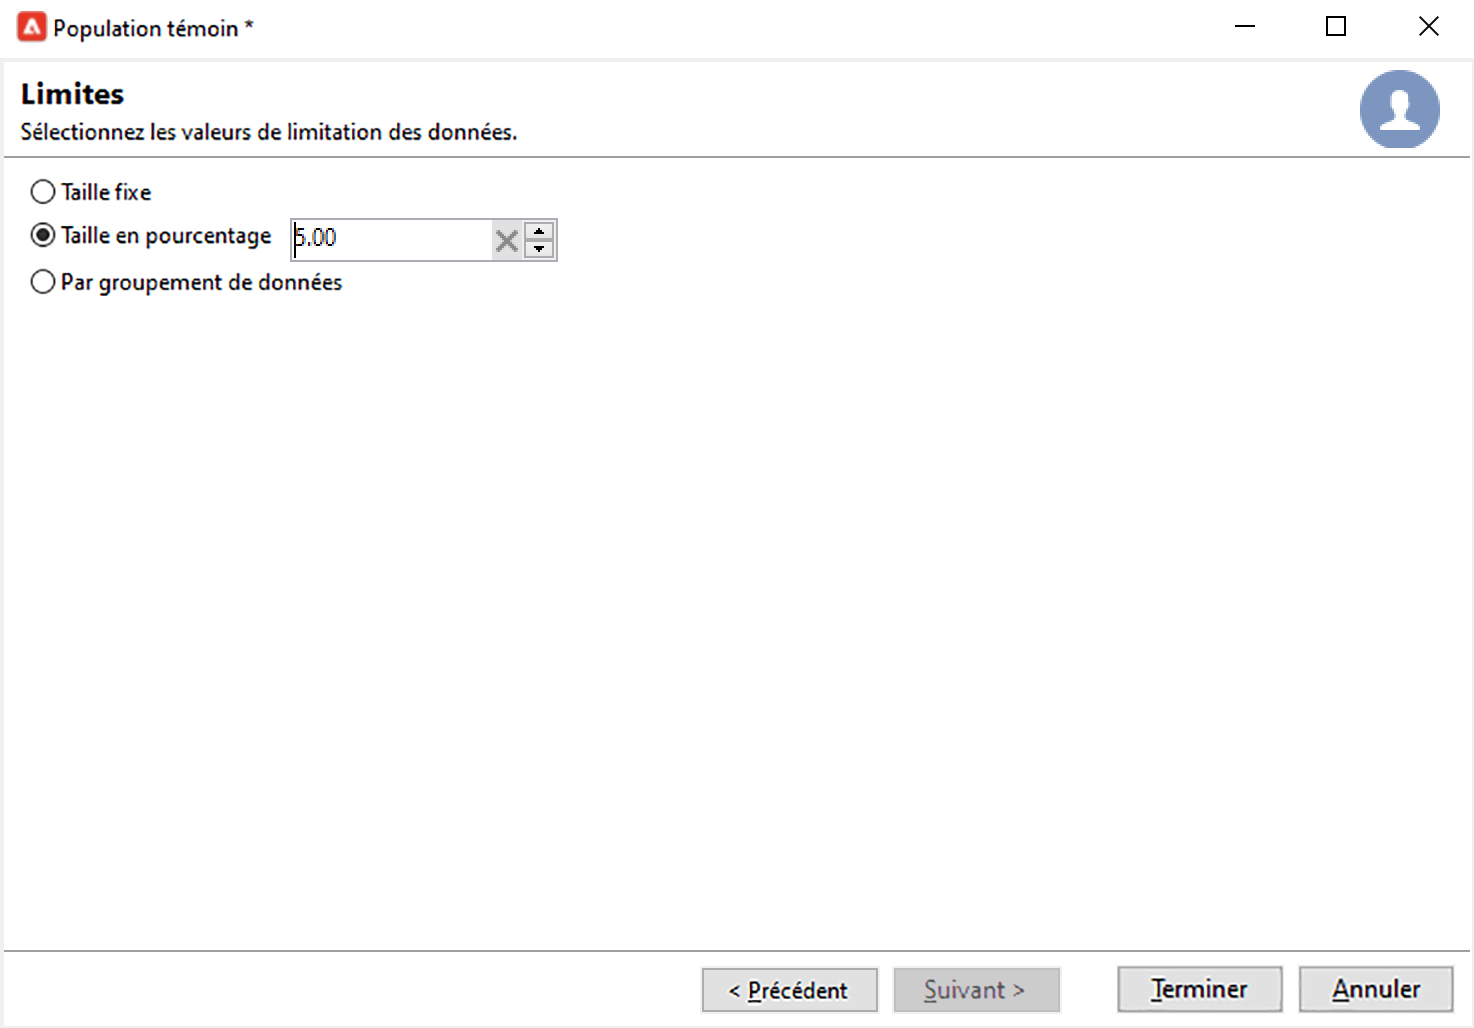 Population témoin *
Limites
Sélectionnez les valeurs de limitation des données.
Taille fixe
Taille en pourcentage 5.00
Par groupement de données
< Précédent Suivant > Terminer Annuler